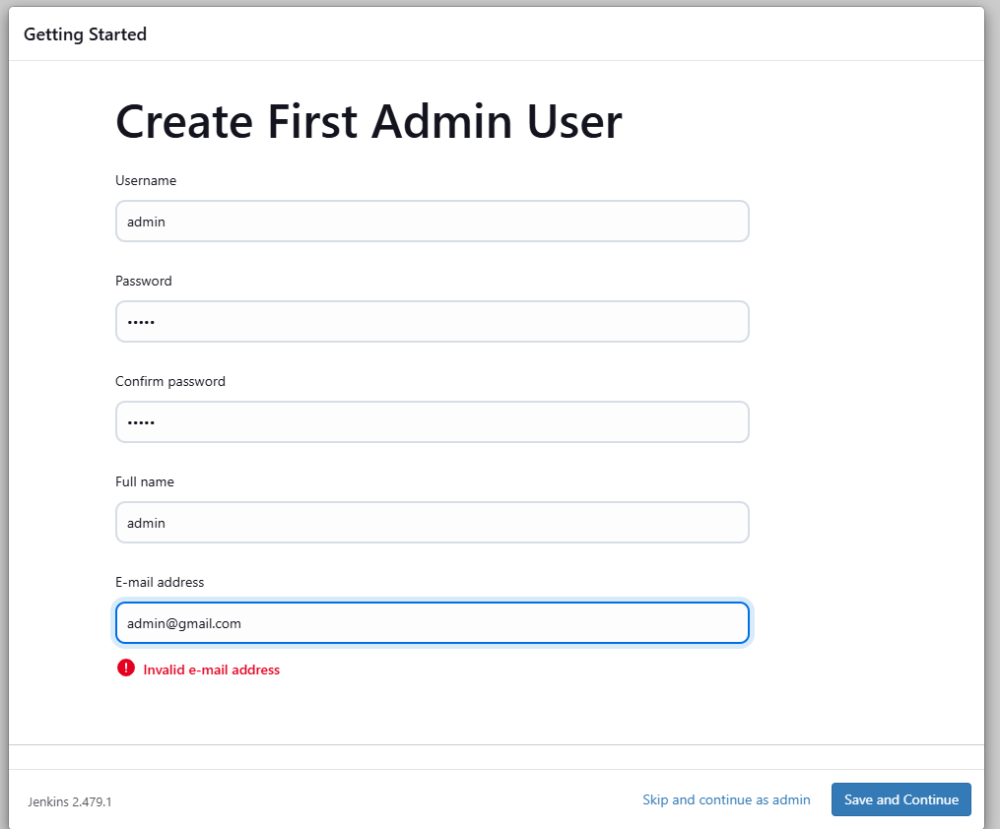 Getting Started
Create First Admin User
Username
admin
Password
•••••
Confirm password
•••••
Full name
admin
E-mail address
admin@gmail.com
! Invalid e-mail address
Jenkins 2.479.1
Skip and continue as admin
Save and Continue